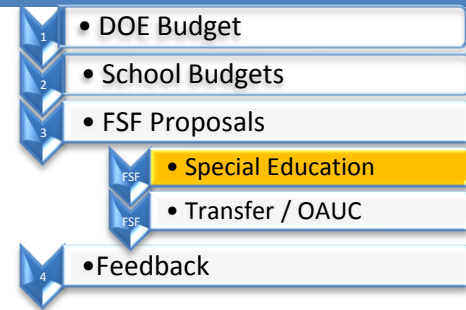 1 • DOE Budget
2 • School Budgets
3 • FSF Proposals
FSF • Special Education
FSF • Transfer / OAUC
4 •Feedback